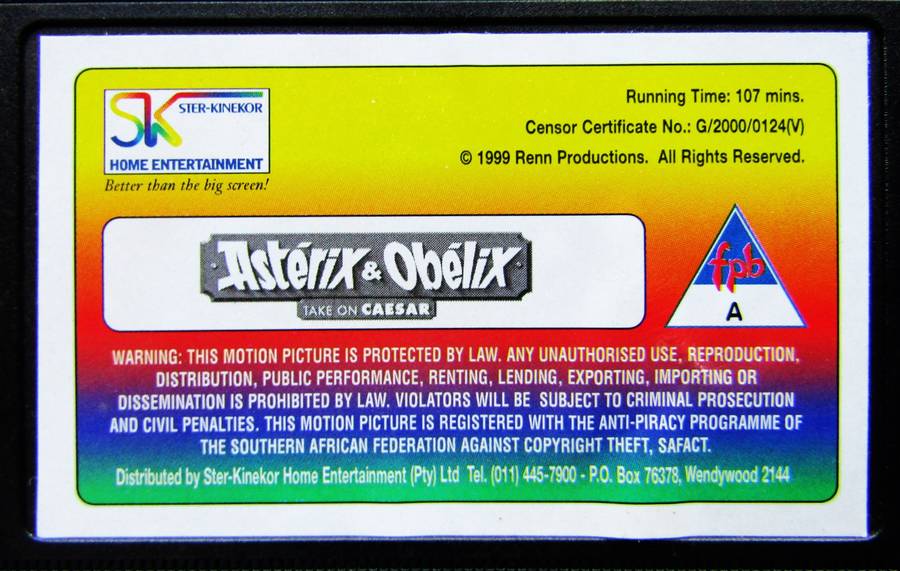 SK STER-KINEKOR
HOME ENTERTAINMENT
Better than the big screen!
Running Time: 107 mins.
Censor Certificate No.: G/2000/0124(V)
© 1999 Renn Productions. All Rights Reserved.
Astérix & Obélix
TAKE ON CAESAR
fpb
A
WARNING: THIS MOTION PICTURE IS PROTECTED BY LAW. ANY UNAUTHORISED USE, REPRODUCTION,
DISTRIBUTION, PUBLIC PERFORMANCE, RENTING, LENDING, EXPORTING, IMPORTING OR
DISSEMINATION IS PROHIBITED BY LAW. VIOLATORS WILL BE SUBJECT TO CRIMINAL PROSECUTION
AND CIVIL PENALTIES. THIS MOTION PICTURE IS REGISTERED WITH THE ANTI-PIRACY PROGRAMME OF
THE SOUTHERN AFRICAN FEDERATION AGAINST COPYRIGHT THEFT, SAFACT.
Distributed by Ster-Kinekor Home Entertainment (Pty) Ltd Tel. (011) 445-7900 - P.O. Box 76378, Wendywood 2144